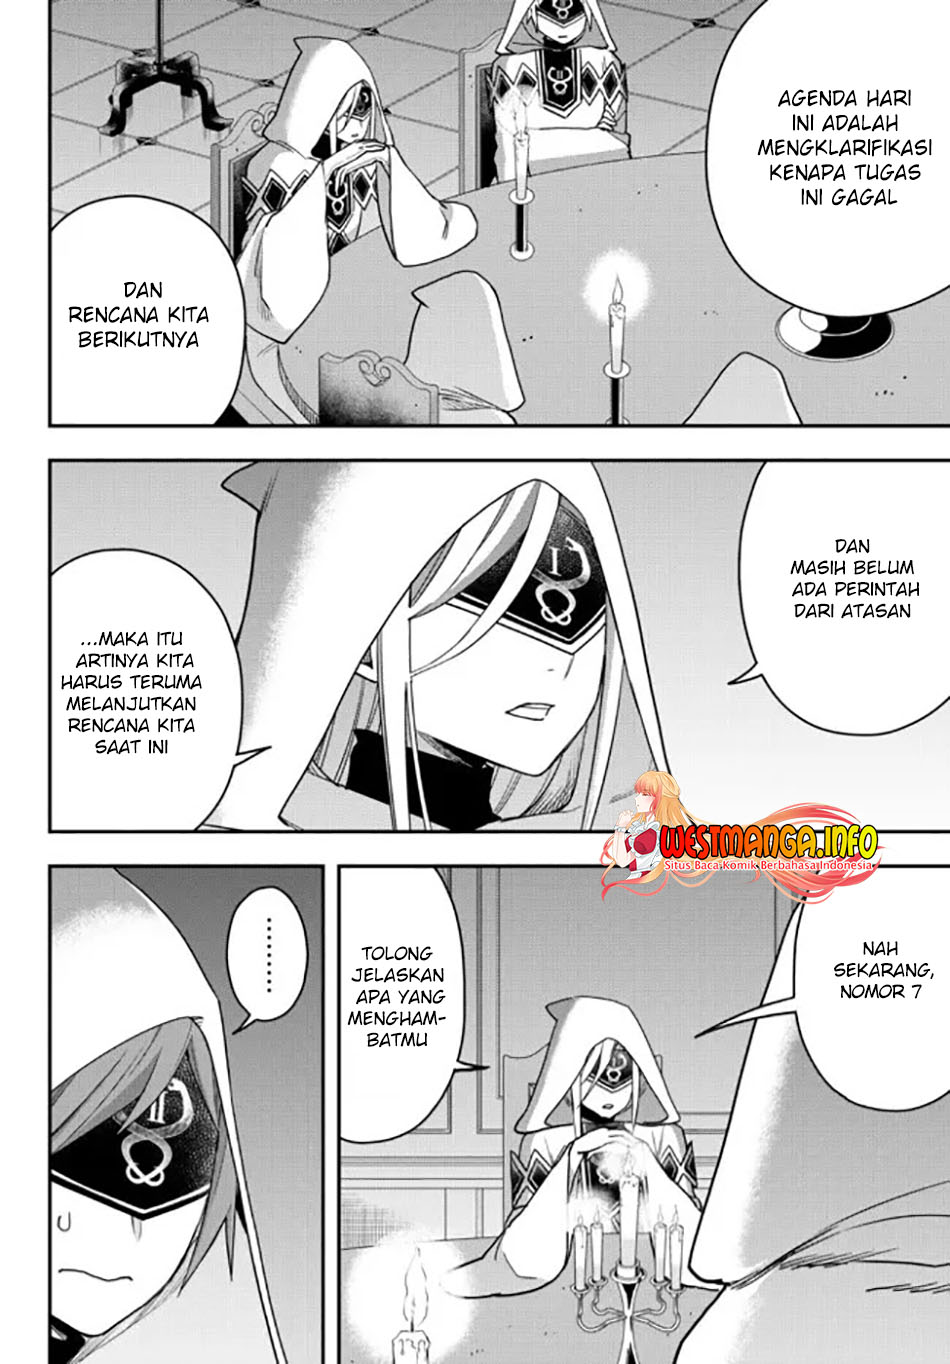 AGENDA HARI
INI ADALAH
MENGKLARIFIKASI
KENAPA TUGAS
INI GAGAL
DAN
RENCANA KITA
BERIKUTNYA
DAN
MASIH BELUM
ADA PERINTAH
DARI ATASAN
...MAKA ITU
ARTINYA KITA
HARUS TERUMA
MELANJUTKAN
RENCANA KITA
SAAT INI
I
WESTMANGA.INFO
Situs Baca Komik Berbahasa Indonesia
NAH
SEKARANG,
NOMOR 7
TOLONG
JELASKAN
APA YANG
MENGHAM-
BATMU
.........
II